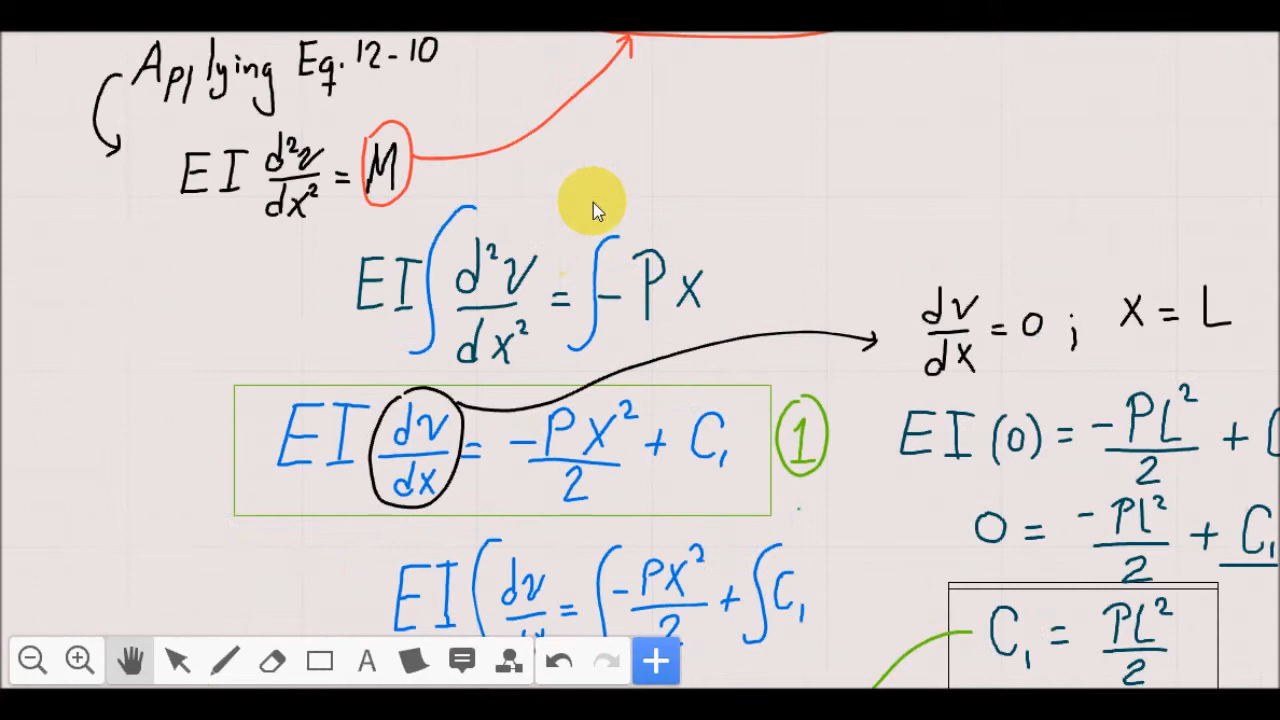 Applying Eq. 12-10
EI d²v/dx² = M
EI ∫ d²v/dx² = ∫ -Px
dv/dx = 0 ; x = L
EI dv/dx = -Px²/2 + C₁ 1
EI (0) = -PL²/2 + C
0 = -PL²/2 + C₁
EI ∫ dv/ = ∫ -Px²/2 + ∫ C₁
C₁ = PL²/2
A